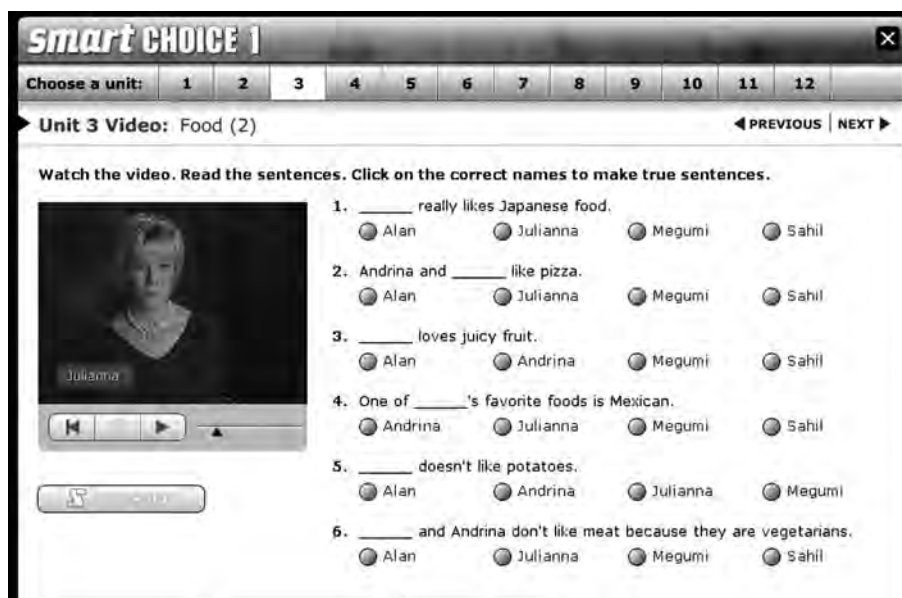 smart CHOICE 1
Choose a unit: 1 2 3 4 5 6 7 8 9 10 11 12
Unit 3 Video: Food (2)
PREVIOUS | NEXT
Watch the video. Read the sentences. Click on the correct names to make true sentences.
Julianna
1. ______ really likes Japanese food.
Alan Julianna Megumi Sahil
2. Andrina and ______ like pizza.
Alan Julianna Megumi Sahil
3. ______ loves juicy fruit.
Alan Andrina Megumi Sahil
4. One of ______'s favorite foods is Mexican.
Andrina Julianna Megumi Sahil
5. ______ doesn't like potatoes.
Alan Andrina Julianna Megumi
6. ______ and Andrina don't like meat because they are vegetarians.
Alan Julianna Megumi Sahil